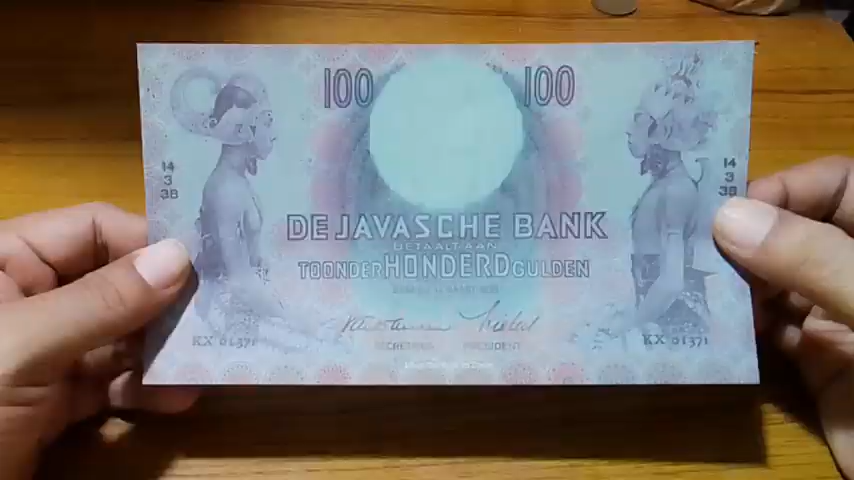 100 100
14
3
38
14
3
38
DE JAVASCHE BANK
BETAALT AAN
TOONDER HONDERD GULDEN
SECRETARIS PRESIDENT
KX 01371 KX 01371